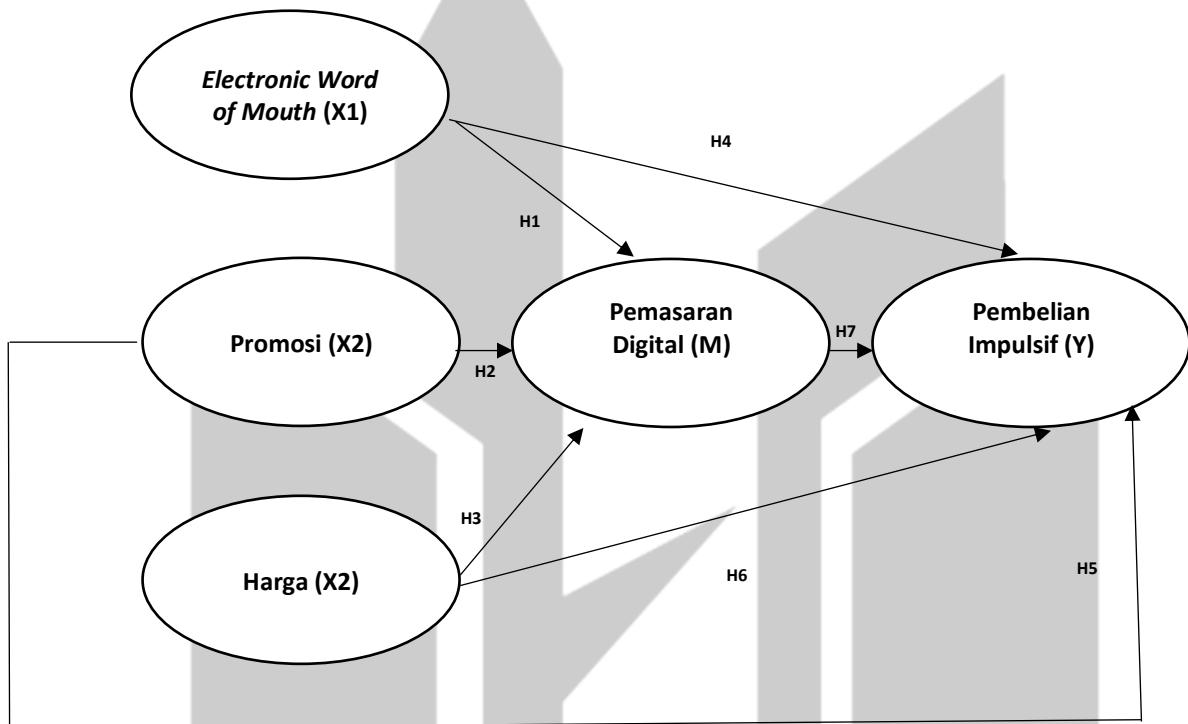 Electronic Word
of Mouth (X1)
H4
H1
Promosi (X2)
H2
Pemasaran
Digital (M)
H7
Pembelian
Impulsif (Y)
H3
Harga (X2)
H6
H5